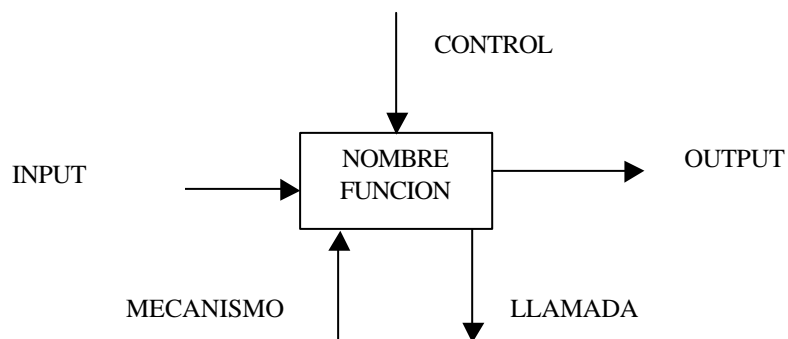 CONTROL
NOMBRE
FUNCION
INPUT
OUTPUT
MECANISMO
LLAMADA